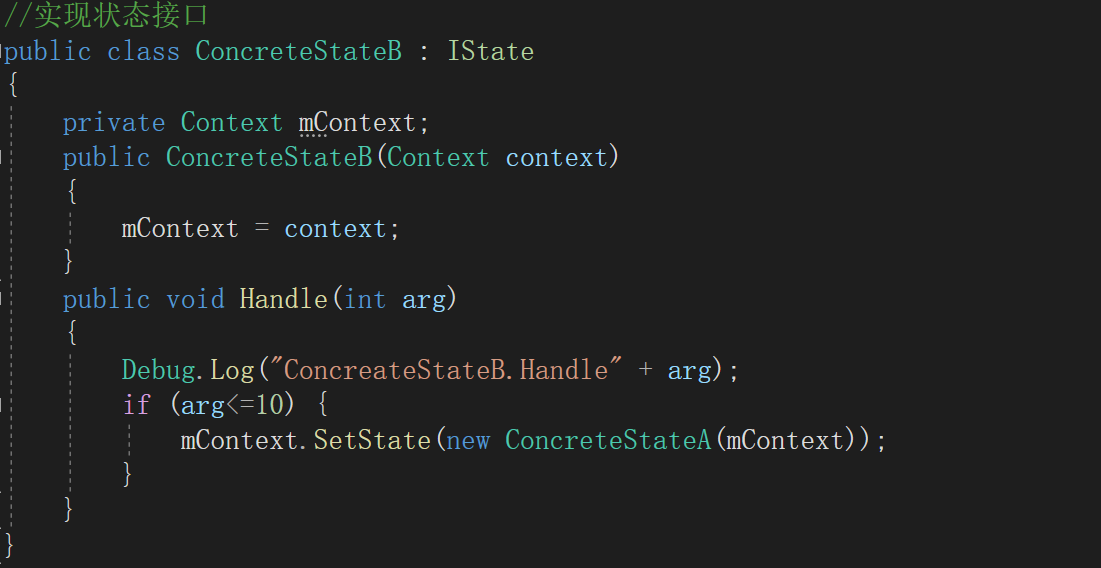 //实现状态接口
public class ConcreteStateB : IState
{
    private Context mContext;
    public ConcreteStateB(Context context)
    {
        mContext = context;
    }
    public void Handle(int arg)
    {
        Debug.Log("ConcreateStateB.Handle" + arg);
        if (arg<=10) {
            mContext.SetState(new ConcreteStateA(mContext));
        }
    }
}